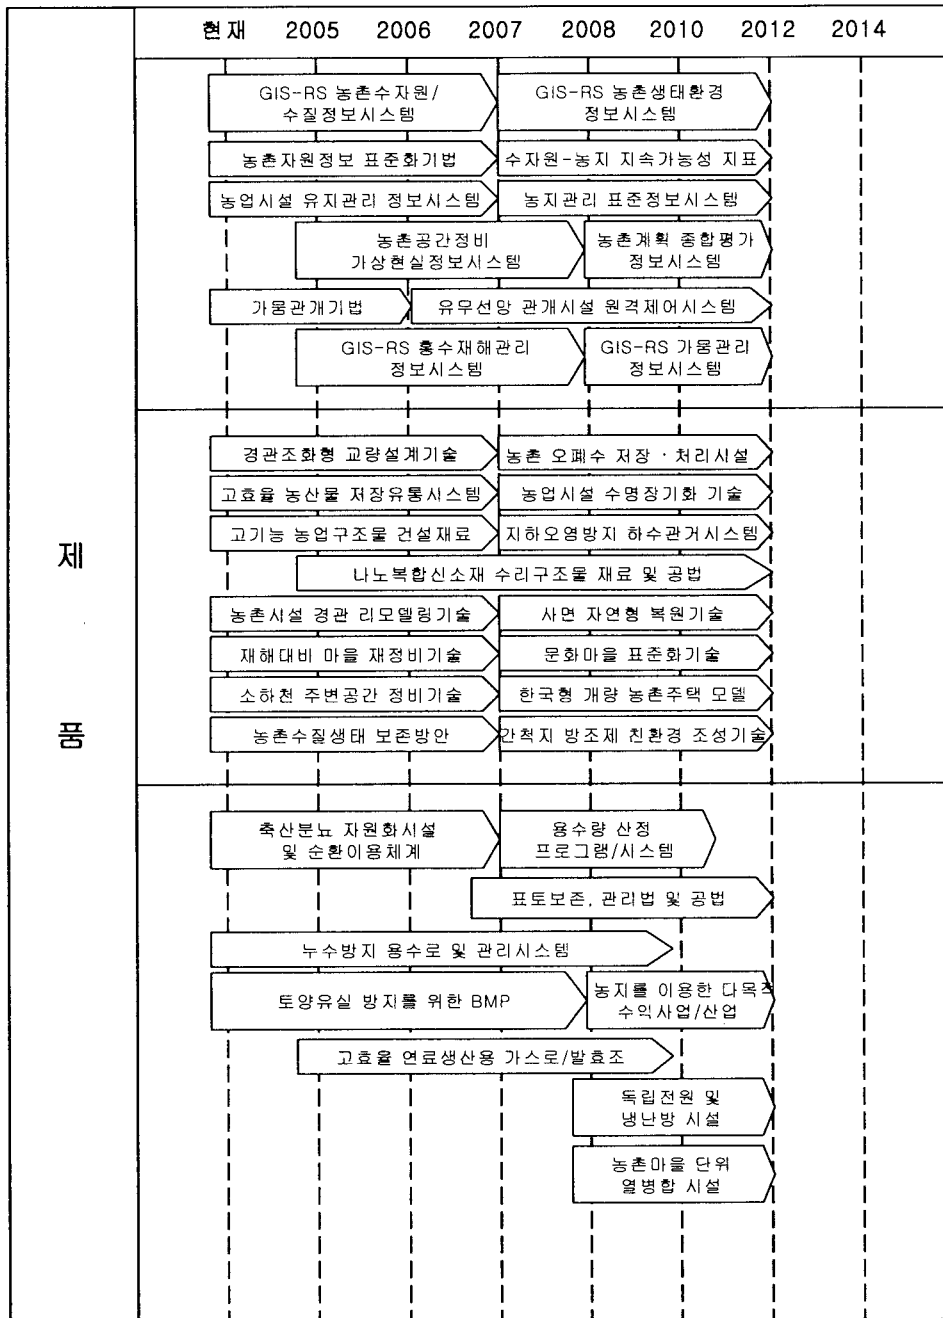 현재 2005 2006 2007 2008 2010 2012 2014
제
품
GIS-RS 농촌수자원/
수질정보시스템
GIS-RS 농촌생태환경
정보시스템
농촌자원정보 표준화기법
수자원-농지 지속가능성 지표
농업시설 유지관리 정보시스템
농지관리 표준정보시스템
농촌공간정비
가상현실정보시스템
농촌계획 종합평가
정보시스템
가뭄관개기법
유무선망 관개시설 원격제어시스템
GIS-RS 홍수재해관리
정보시스템
GIS-RS 가뭄관리
정보시스템
경관조화형 교량설계기술
농촌 오폐수 저장 · 처리시설
고효율 농산물 저장유통시스템
농업시설 수명장기화 기술
고기능 농업구조물 건설재료
지하오염방지 하수관거시스템
나노복합신소재 수리구조물 재료 및 공법
농촌시설 경관 리모델링기술
사면 자연형 복원기술
재해대비 마을 재정비기술
문화마을 표준화기술
소하천 주변공간 정비기술
한국형 개량 농촌주택 모델
농촌수질생태 보존방안
간척지 방조제 친환경 조성기술
축산분뇨 자원화시설
및 순환이용체계
용수량 산정
프로그램/시스템
표토보존, 관리법 및 공법
누수방지 용수로 및 관리시스템
토양유실 방지를 위한 BMP
농지를 이용한 다목적
수익사업/산업
고효율 연료생산용 가스로/발효조
독립전원 및
냉난방 시설
농촌마을 단위
열병합 시설